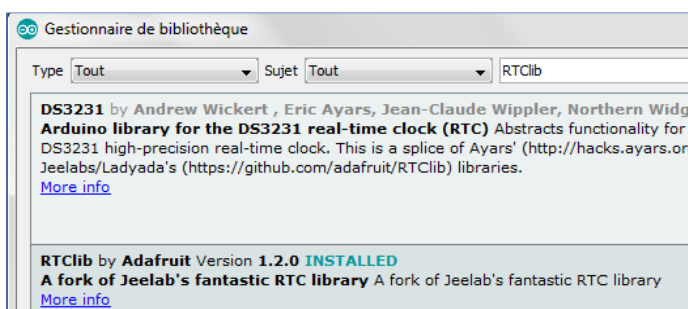 Gestionnaire de bibliothèque
Type Tout Sujet Tout RTClib
DS3231 by Andrew Wickert , Eric Ayars, Jean-Claude Wippler, Northern Widg
Arduino library for the DS3231 real-time clock (RTC) Abstracts functionality for
DS3231 high-precision real-time clock. This is a splice of Ayars' (http://hacks.ayars.or
Jeelabs/Ladyada's (https://github.com/adafruit/RTClib) libraries.
More info
RTClib by Adafruit Version 1.2.0 INSTALLED
A fork of Jeelab's fantastic RTC library A fork of Jeelab's fantastic RTC library
More info